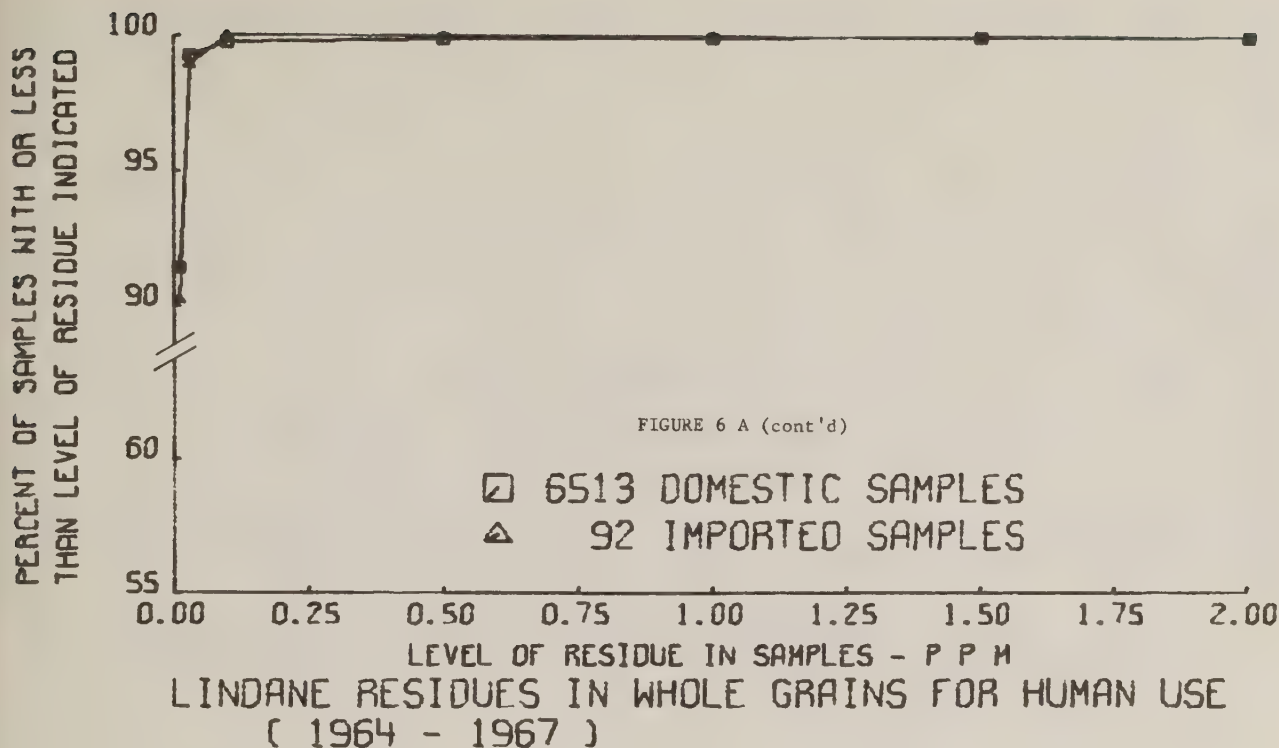 PERCENT OF SAMPLES WITH OR LESS
THAN LEVEL OF RESIDUE INDICATED
100
95
90
60
55
FIGURE 6 A (cont'd)
6513 DOMESTIC SAMPLES
92 IMPORTED SAMPLES
0.00 0.25 0.50 0.75 1.00 1.25 1.50 1.75 2.00
LEVEL OF RESIDUE IN SAMPLES - P P M
LINDANE RESIDUES IN WHOLE GRAINS FOR HUMAN USE
( 1964 - 1967 )